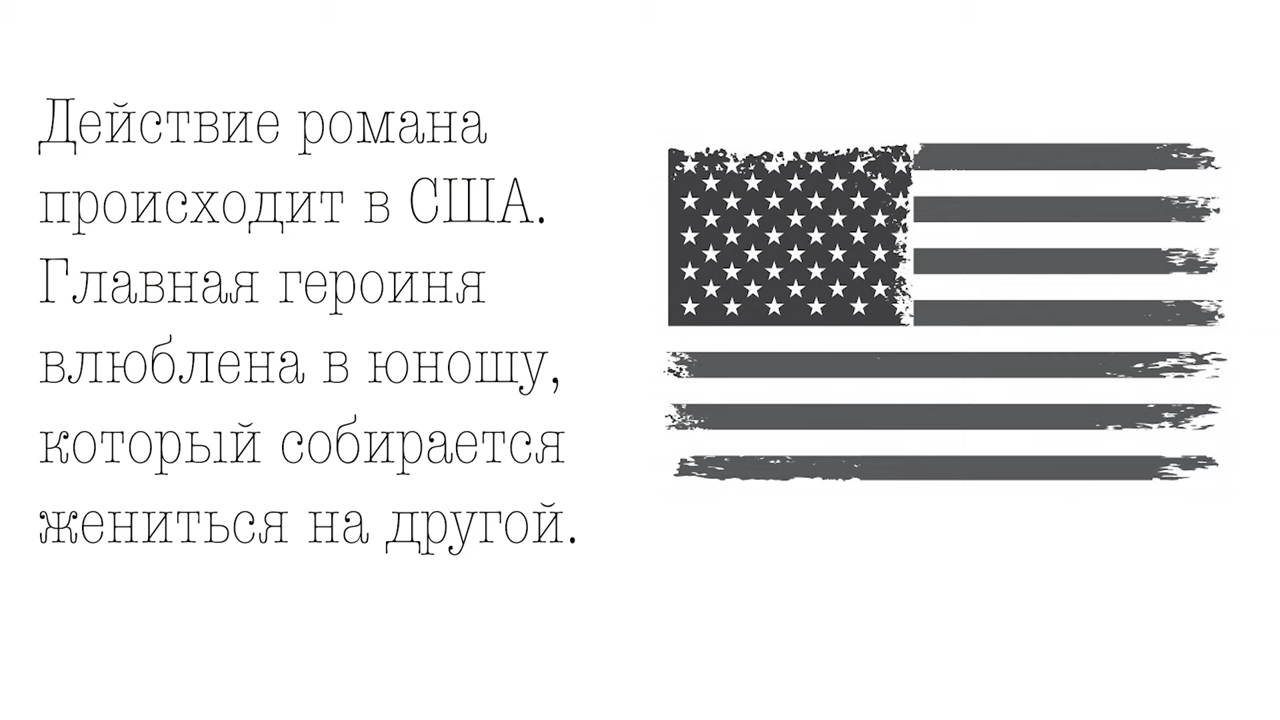 Действие романа
происходит в США.
Главная героиня
влюблена в юношу,
который собирается
жениться на другой.